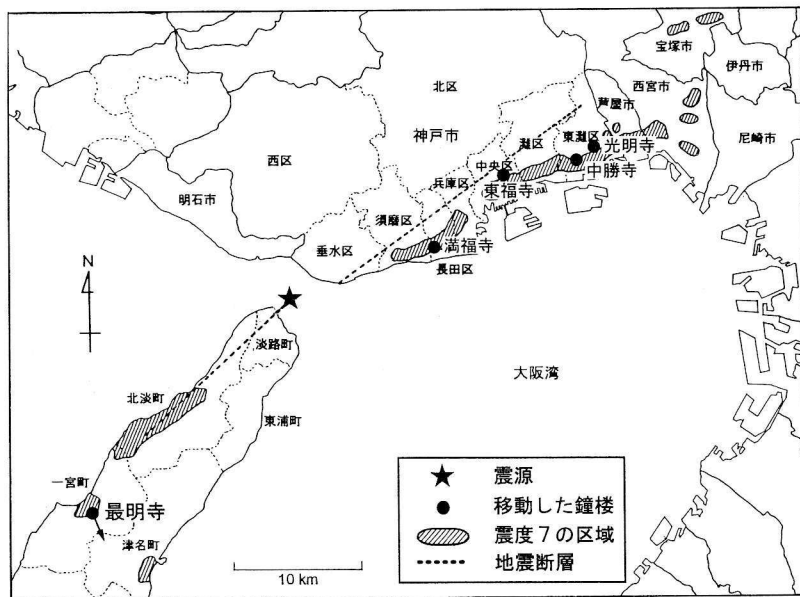 宝塚市
伊丹市
西宮市
北区
芦屋市
神戸市
灘区
東灘区
尼崎市
光明寺
西区
中央区
中勝寺
兵庫区
東福寺
明石市
須磨区
垂水区
満福寺
長田区
N
淡路町
大阪湾
北淡町
東浦町
一宮町
最明寺
津名町
10 km
震源
移動した鐘楼
震度7の区域
地震断層